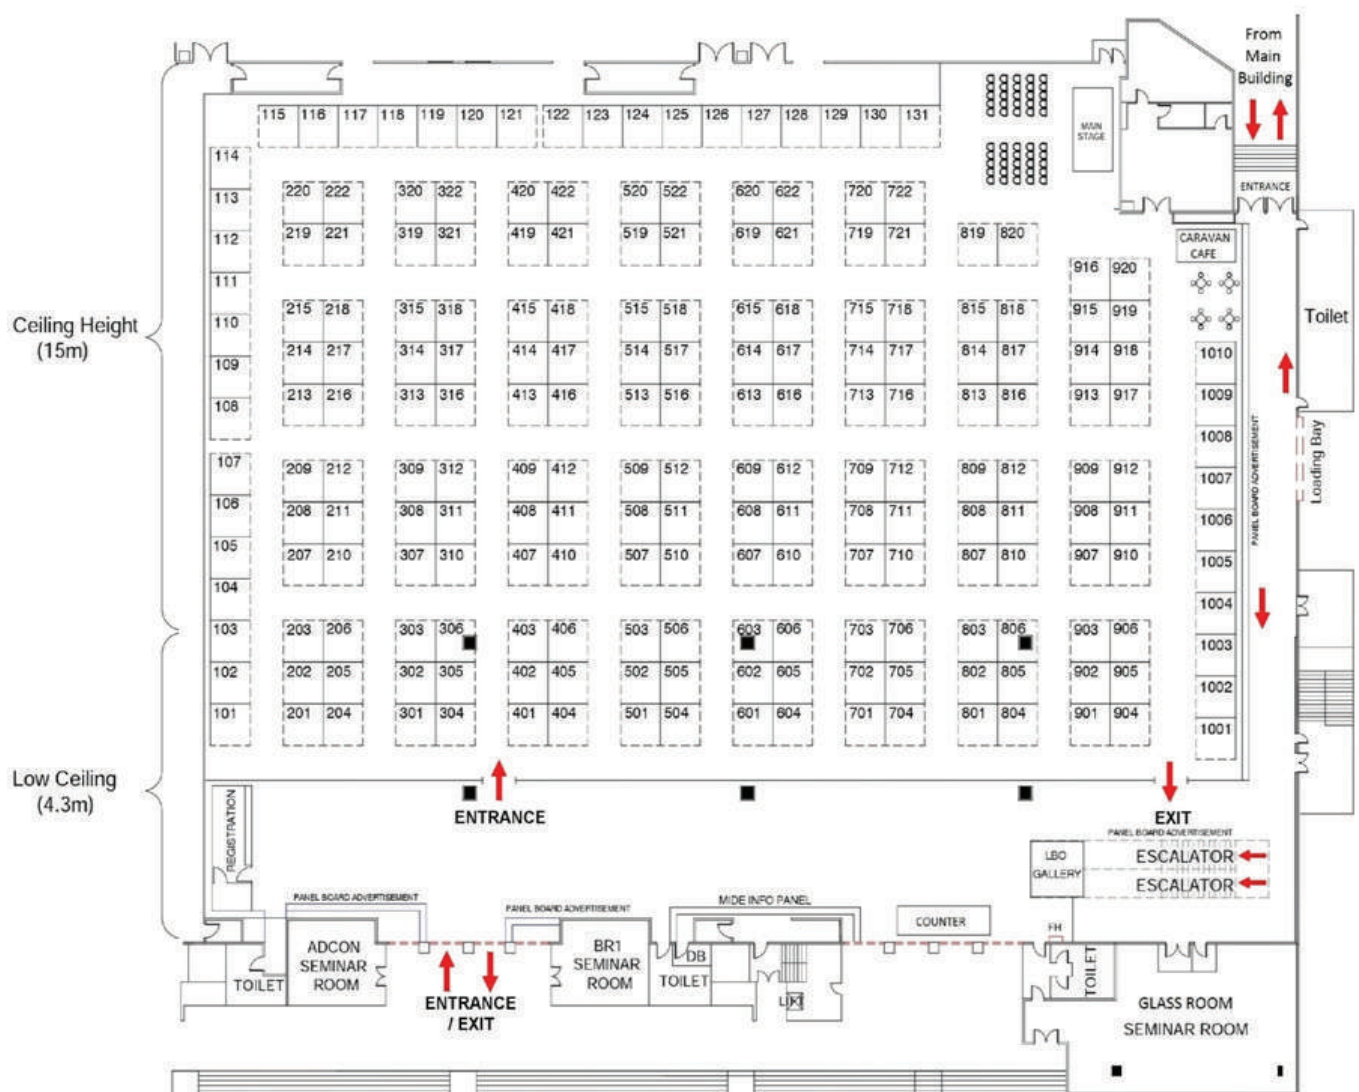 From
Main
Building
115 116 117 118 119 120 121 122 123 124 125 126 127 128 129 130 131
MAIN
STAGE
114
ENTRANCE
113 220 222 320 322 420 422 520 522 620 622 720 722
112 219 221 319 321 419 421 519 521 619 621 719 721 819 820
CARAVAN
CAFE
111 916 920
Ceiling Height
(15m)
110 215 218 315 318 415 418 515 518 615 618 715 718 815 818 915 919
Toilet
109 214 217 314 317 414 417 514 517 614 617 714 717 814 817 914 918 1010
108 213 216 313 316 413 416 513 516 613 616 713 716 813 816 913 917 1009
1008
PANEL BOARD ADVERTISEMENT
Loading Bay
107 209 212 309 312 409 412 509 512 609 612 709 712 809 812 909 912 1007
106 208 211 308 311 408 411 508 511 608 611 708 711 808 811 908 911 1006
105 207 210 307 310 407 410 507 510 607 610 707 710 807 810 907 910 1005
104 1004
103 203 206 303 306 403 406 503 506 603 606 703 706 803 806 903 906 1003
102 202 205 302 305 402 405 502 505 602 605 702 705 802 805 902 905 1002
101 201 204 301 304 401 404 501 504 601 604 701 704 801 804 901 904 1001
Low Ceiling
(4.3m)
ENTRANCE
EXIT
REGISTRATION
PANEL BOARD ADVERTISEMENT
LBO
GALLERY
ESCALATOR
ESCALATOR
PANEL BOARD ADVERTISEMENT
PANEL BOARD ADVERTISEMENT
MIDE INFO PANEL
COUNTER
FH
ADCON
SEMINAR
ROOM
BR1
SEMINAR
ROOM
DB
TOILET
TOILET
TOILET
ENTRANCE
/ EXIT
GLASS ROOM
SEMINAR ROOM